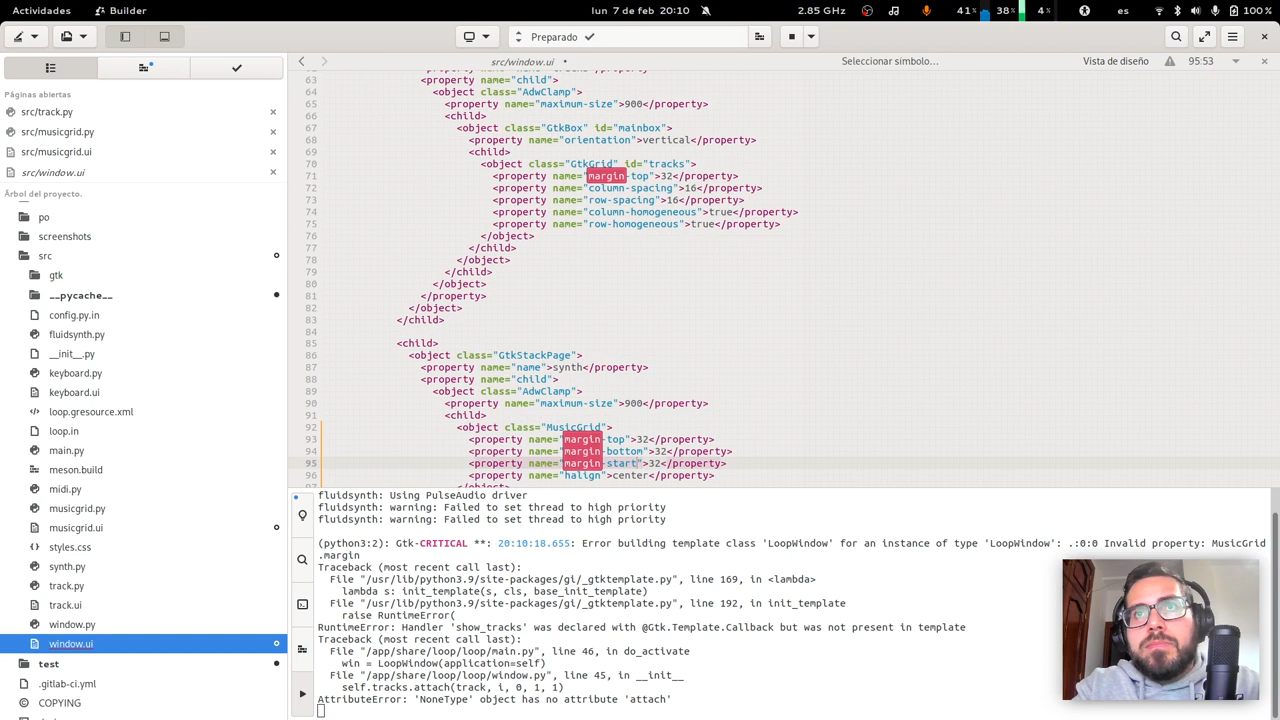 Actividades
Builder
lun 7 de feb 20:10
2.85 GHz
41%
38%
4%
es
100 %
Preparado
src/window.ui
Seleccionar símbolo…
Vista de diseño
95:53
Páginas abiertas
src/track.py
src/musicgrid.py
src/musicgrid.ui
src/window.ui
Árbol del proyecto.
po
screenshots
src
gtk
__pycache__
config.py.in
fluidsynth.py
__init__.py
keyboard.py
keyboard.ui
loop.gresource.xml
loop.in
main.py
meson.build
midi.py
musicgrid.py
musicgrid.ui
styles.css
synth.py
track.py
track.ui
window.py
window.ui
test
.gitlab-ci.yml
COPYING
63 <property name="child">
64 <object class="AdwClamp">
65 <property name="maximum-size">900</property>
66 <child>
67 <object class="GtkBox" id="mainbox">
68 <property name="orientation">vertical</property>
69 <child>
70 <object class="GtkGrid" id="tracks">
71 <property name="margin-top">32</property>
72 <property name="column-spacing">16</property>
73 <property name="row-spacing">16</property>
74 <property name="column-homogeneous">true</property>
75 <property name="row-homogeneous">true</property>
76 </object>
77 </child>
78 </object>
79 </child>
80 </object>
81 </property>
82 </object>
83 </child>
84
85 <child>
86 <object class="GtkStackPage">
87 <property name="name">synth</property>
88 <property name="child">
89 <object class="AdwClamp">
90 <property name="maximum-size">900</property>
91 <child>
92 <object class="MusicGrid">
93 <property name="margin-top">32</property>
94 <property name="margin-bottom">32</property>
95 <property name="margin-start">32</property>
96 <property name="halign">center</property>
fluidsynth: Using PulseAudio driver
fluidsynth: warning: Failed to set thread to high priority
fluidsynth: warning: Failed to set thread to high priority
(python3:2): Gtk-CRITICAL **: 20:10:18.655: Error building template class 'LoopWindow' for an instance of type 'LoopWindow': .:0:0 Invalid property: MusicGrid
.margin
Traceback (most recent call last):
File "/usr/lib/python3.9/site-packages/gi/_gtktemplate.py", line 169, in <lambda>
lambda s: init_template(s, cls, base_init_template)
File "/usr/lib/python3.9/site-packages/gi/_gtktemplate.py", line 192, in init_template
raise RuntimeError(
RuntimeError: Handler 'show_tracks' was declared with @Gtk.Template.Callback but was not present in template
Traceback (most recent call last):
File "/app/share/loop/loop/main.py", line 46, in do_activate
win = LoopWindow(application=self)
File "/app/share/loop/loop/window.py", line 45, in __init__
self.tracks.attach(track, i, 0, 1, 1)
AttributeError: 'NoneType' object has no attribute 'attach'